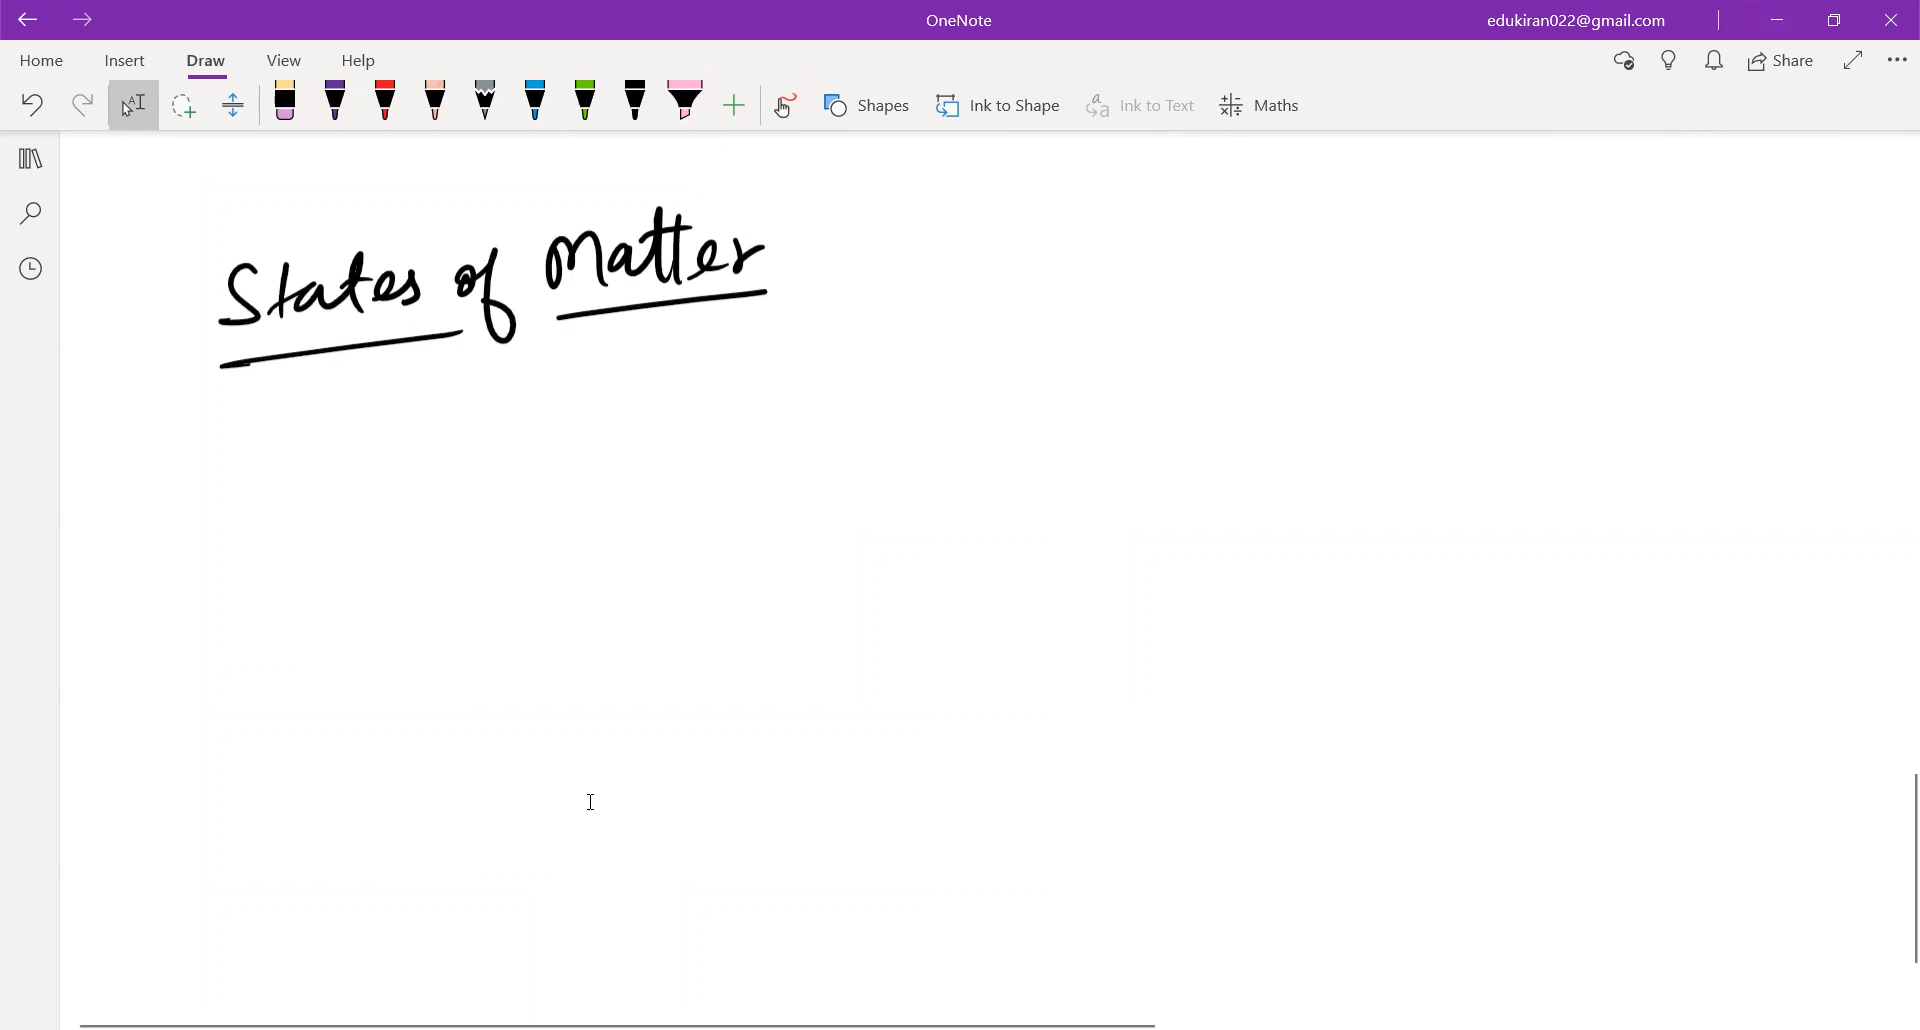 OneNote
edukiran022@gmail.com
Home Insert Draw View Help
Share
Shapes Ink to Shape Ink to Text Maths
States of Matter